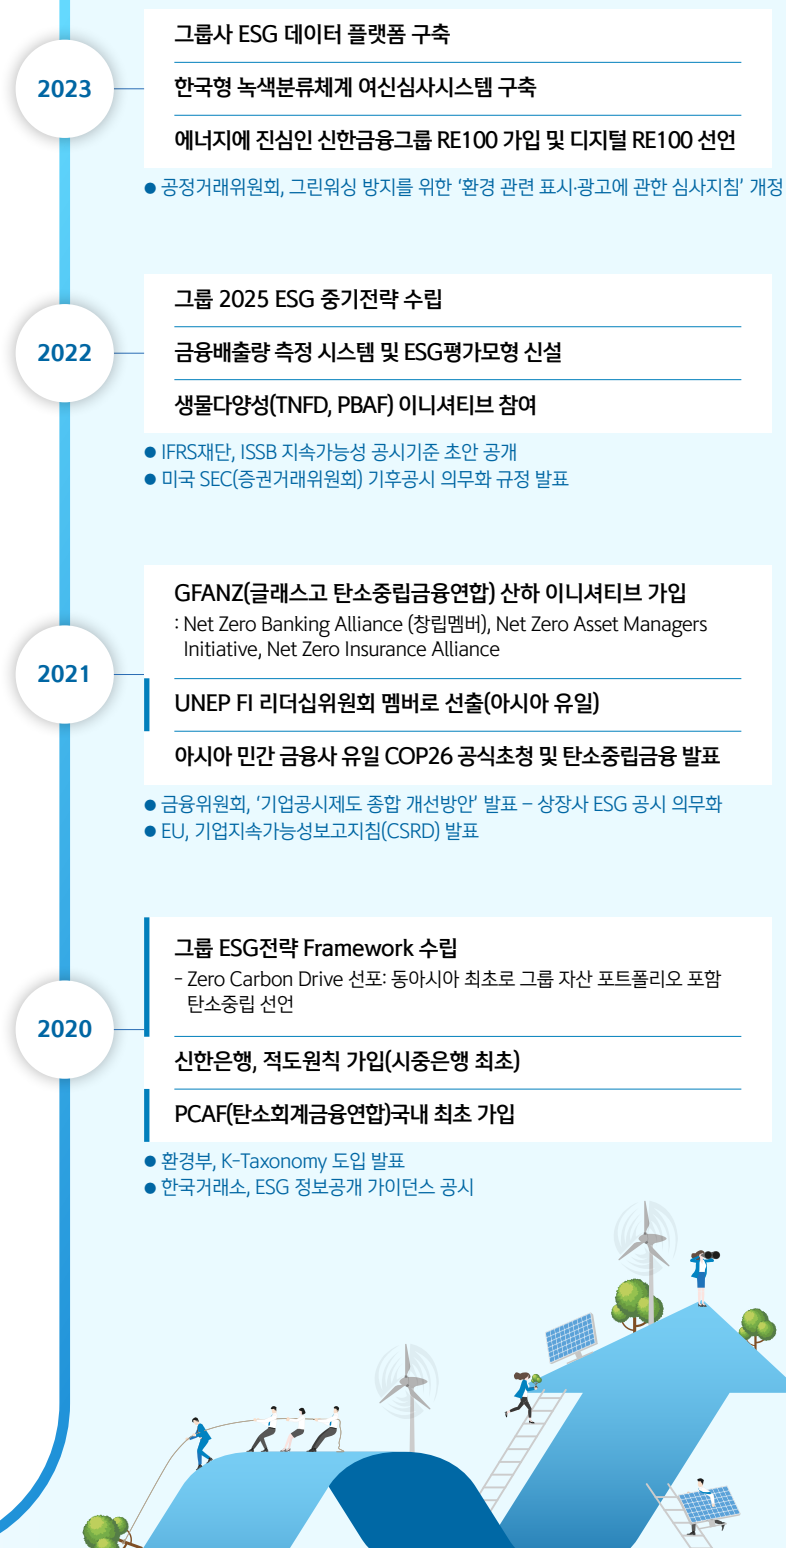 그룹사 ESG 데이터 플랫폼 구축
2023
한국형 녹색분류체계 여신심사시스템 구축
에너지에 진심인 신한금융그룹 RE100 가입 및 디지털 RE100 선언
● 공정거래위원회, 그린워싱 방지를 위한 ‘환경 관련 표시·광고에 관한 심사지침’ 개정
그룹 2025 ESG 중기전략 수립
2022
금융배출량 측정 시스템 및 ESG평가모형 신설
생물다양성(TNFD, PBAF) 이니셔티브 참여
● IFRS재단, ISSB 지속가능성 공시기준 초안 공개
● 미국 SEC(증권거래위원회) 기후공시 의무화 규정 발표
GFANZ(글래스고 탄소중립금융연합) 산하 이니셔티브 가입
: Net Zero Banking Alliance (창립멤버), Net Zero Asset Managers
Initiative, Net Zero Insurance Alliance
2021
UNEP FI 리더십위원회 멤버로 선출(아시아 유일)
아시아 민간 금융사 유일 COP26 공식초청 및 탄소중립금융 발표
● 금융위원회, ‘기업공시제도 종합 개선방안’ 발표 – 상장사 ESG 공시 의무화
● EU, 기업지속가능성보고지침(CSRD) 발표
그룹 ESG전략 Framework 수립
– Zero Carbon Drive 선포: 동아시아 최초로 그룹 자산 포트폴리오 포함
탄소중립 선언
2020
신한은행, 적도원칙 가입(시중은행 최초)
PCAF(탄소회계금융연합)국내 최초 가입
● 환경부, K-Taxonomy 도입 발표
● 한국거래소, ESG 정보공개 가이던스 공시